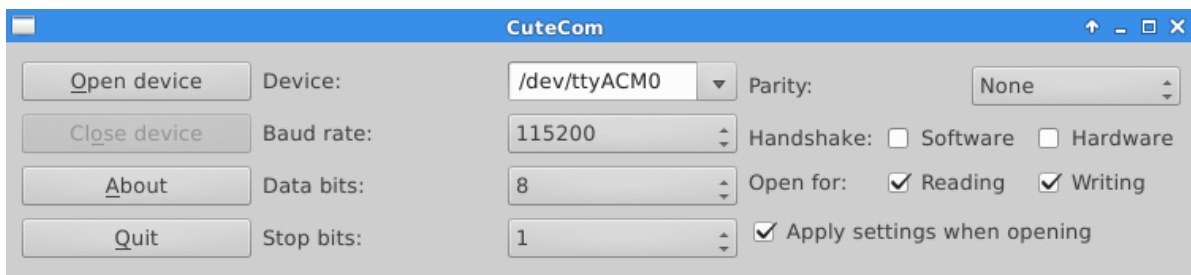 CuteCom
Open device Device: /dev/ttyACM0 Parity: None
Close device Baud rate: 115200 Handshake: Software Hardware
About Data bits: 8 Open for: Reading Writing
Quit Stop bits: 1 Apply settings when opening